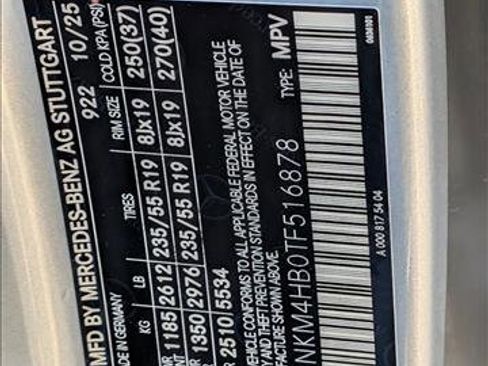 MFD BY MERCEDES-BENZ AG STUTTGART
MADE IN GERMANY 922 10/25
KG LB TIRES RIM SIZE COLD KPA (PSI)
1185 2612 235/55 R19 8Jx19 250(37)
1350 2976 235/55 R19 8Jx19 270(40)
2510 5534
VEHICLE CONFORMS TO ALL APPLICABLE FEDERAL MOTOR VEHICLE
AND THEFT PREVENTION STANDARDS IN EFFECT ON THE DATE OF
FACTURE SHOWN ABOVE. TYPE: MPV
NKM4HB0TF516878
A 000 817 54 04
0636101